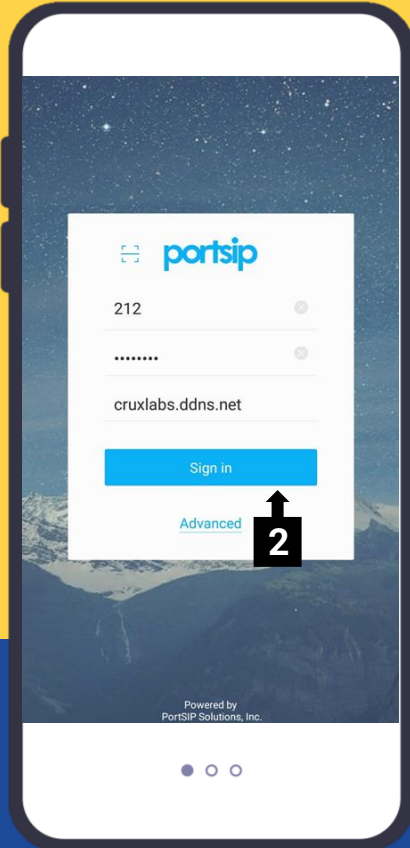 portsip
212
••••••••
cruxlabs.ddns.net
Sign in
Advanced
2
Powered by
PortSIP Solutions, Inc.